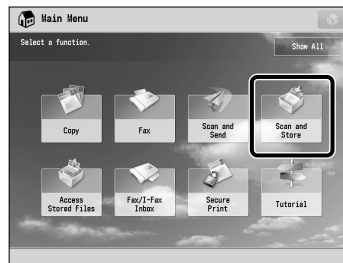 Main Menu
Select a function.
Show All
Copy
Fax
Scan and
Send
Scan and
Store
Access
Stored Files
Fax/I-Fax
Inbox
Secure
Print
Tutorial